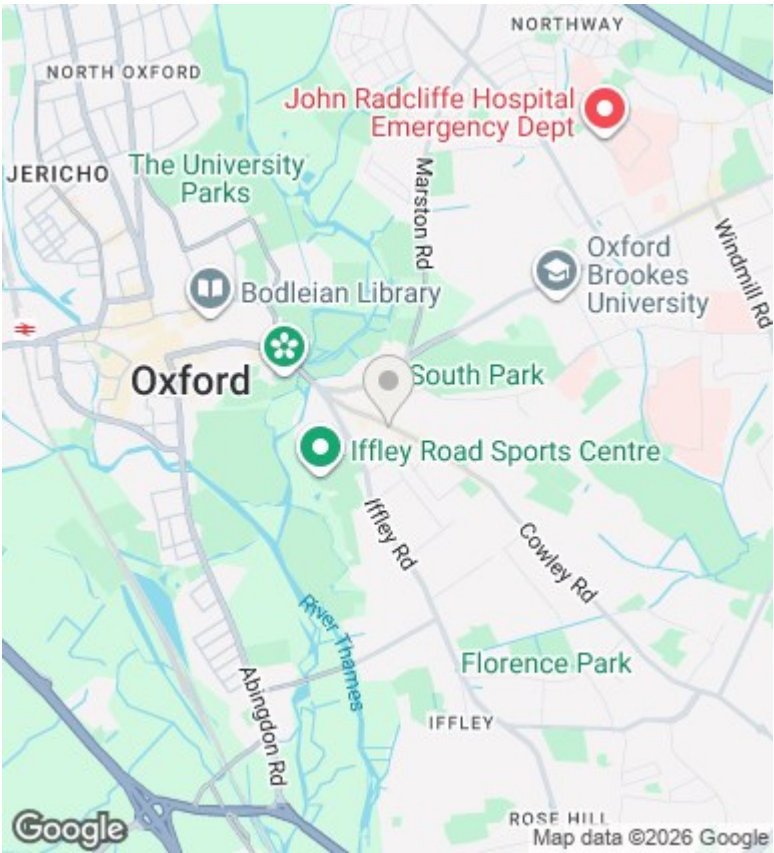 NORTHWAY
NORTH OXFORD
John Radcliffe Hospital
Emergency Dept
JERICHO
The University
Parks
Marston Rd
Windmill Rd
Oxford
Brookes
University
Bodleian Library
Oxford
South Park
Iffley Road Sports Centre
Iffley Rd
Cowley Rd
River Thames
Florence Park
Abingdon Rd
IFFLEY
ROSE HILL
Google
Map data ©2026 Google